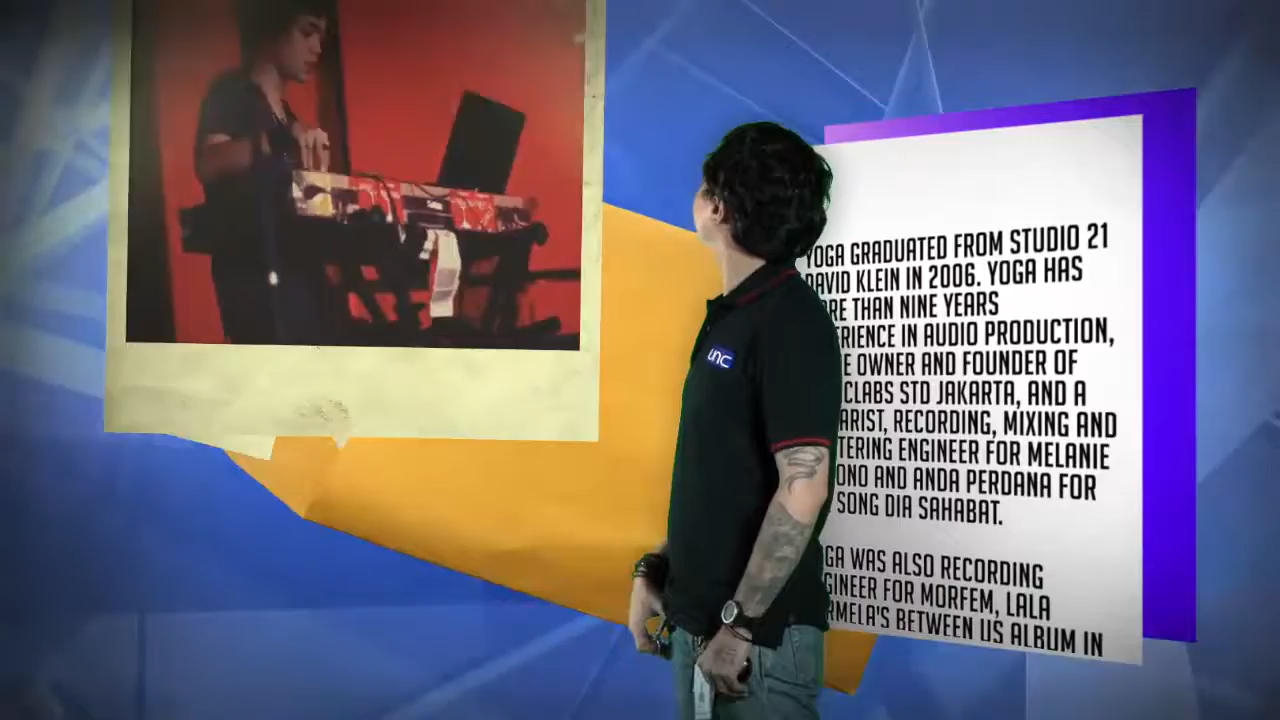 unc
YOGA GRADUATED FROM STUDIO 21
DAVID KLEIN IN 2006. YOGA HAS
THAN NINE YEARS
IN AUDIO PRODUCTION,
OWNER AND FOUNDER OF
STD JAKARTA, AND A
RECORDING, MIXING AND
ENGINEER FOR MELANIE
AND ANDA PERDANA FOR
SONG DIA SAHABAT.
WAS ALSO RECORDING
FOR MORFEM, LALA
BETWEEN US ALBUM IN